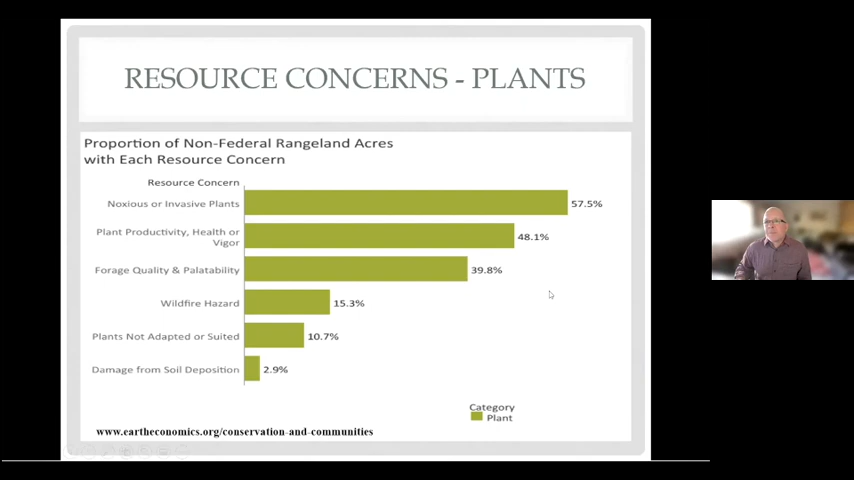 RESOURCE CONCERNS - PLANTS
Proportion of Non-Federal Rangeland Acres
with Each Resource Concern
Resource Concern
Noxious or Invasive Plants 57.5%
Plant Productivity, Health or
Vigor 48.1%
Forage Quality & Palatability 39.8%
Wildfire Hazard 15.3%
Plants Not Adapted or Suited 10.7%
Damage from Soil Deposition 2.9%
Category
Plant
www.eartheconomics.org/conservation-and-communities